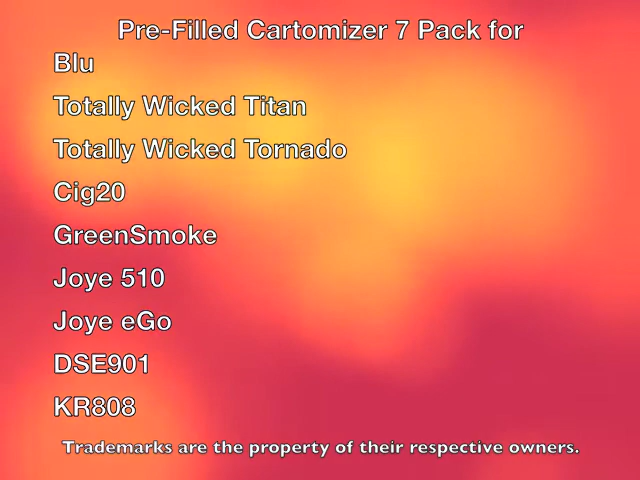 Pre-Filled Cartomizer 7 Pack for
Blu
Totally Wicked Titan
Totally Wicked Tornado
Cig20
GreenSmoke
Joye 510
Joye eGo
DSE901
KR808
Trademarks are the property of their respective owners.